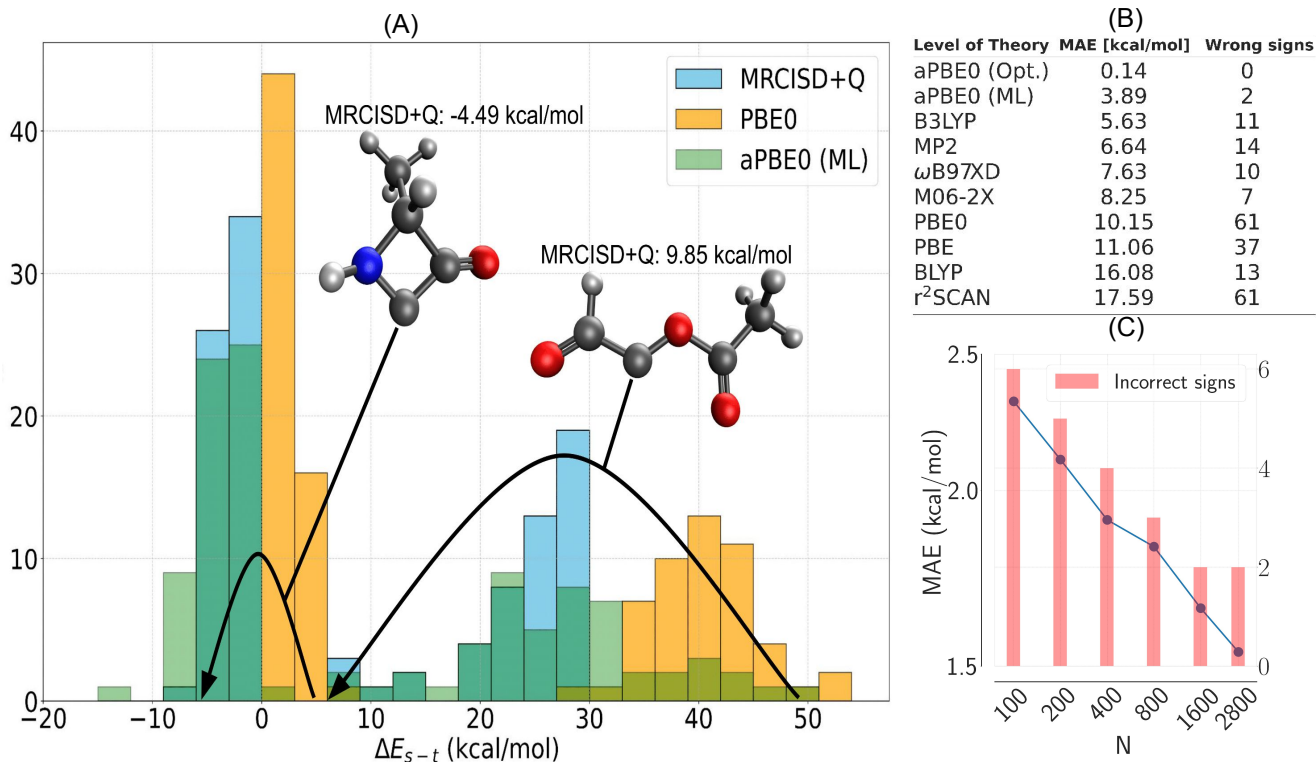 (A)
MRCISD+Q
PBE0
aPBE0 (ML)
MRCISD+Q: -4.49 kcal/mol
MRCISD+Q: 9.85 kcal/mol
40
30
20
10
0
−20 −10 0 10 20 30 40 50
ΔE_{s−t} (kcal/mol)
(B)
Level of Theory MAE [kcal/mol] Wrong signs
aPBE0 (Opt.) 0.14 0
aPBE0 (ML) 3.89 2
B3LYP 5.63 11
MP2 6.64 14
ωB97XD 7.63 10
M06-2X 8.25 7
PBE0 10.15 61
PBE 11.06 37
BLYP 16.08 13
r²SCAN 17.59 61
(C)
Incorrect signs
MAE (kcal/mol)
2.5
2.0
1.5
6
4
2
0
100 200 400 800 1600 2800
N